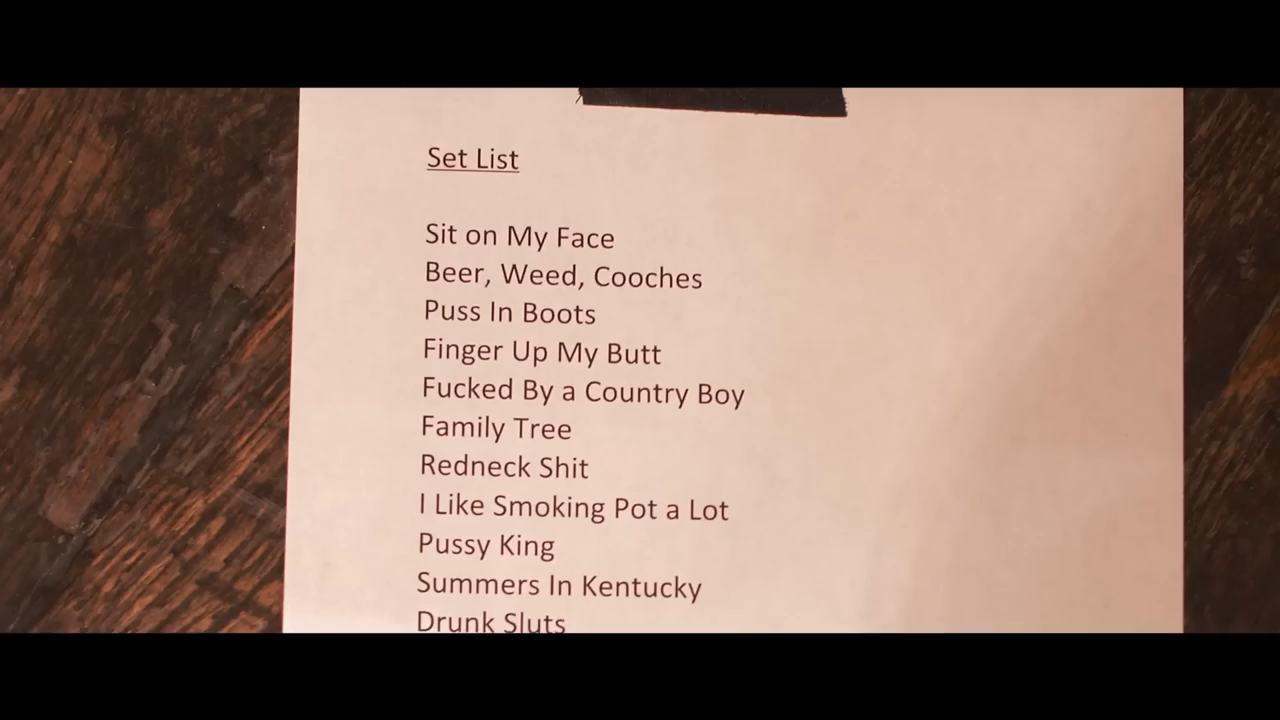 Set List
Sit on My Face
Beer, Weed, Cooches
Puss In Boots
Finger Up My Butt
Fucked By a Country Boy
Family Tree
Redneck Shit
I Like Smoking Pot a Lot
Pussy King
Summers In Kentucky
Drunk Sluts